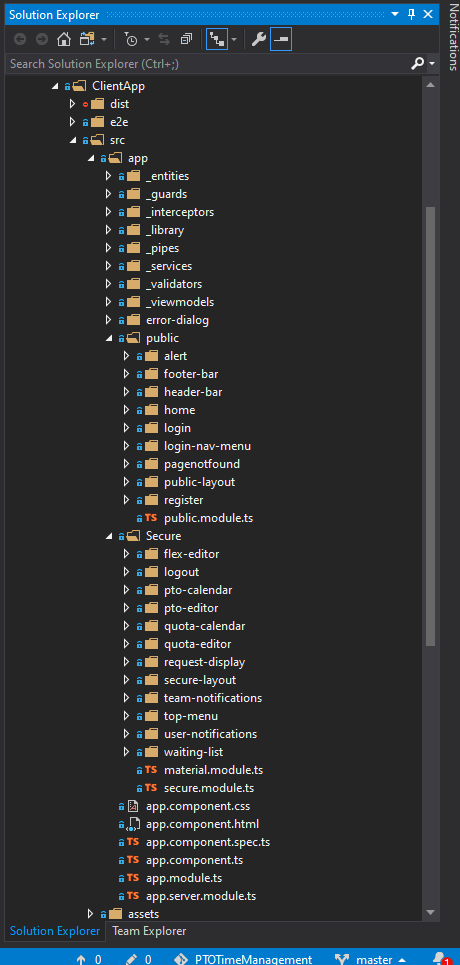 Solution Explorer
Notifications
Search Solution Explorer (Ctrl+;)
ClientApp
dist
e2e
src
app
_entities
_guards
_interceptors
_library
_pipes
_services
_validators
_viewmodels
error-dialog
public
alert
footer-bar
header-bar
home
login
login-nav-menu
pagenotfound
public-layout
register
TS public.module.ts
Secure
flex-editor
logout
pto-calendar
pto-editor
quota-calendar
quota-editor
request-display
secure-layout
team-notifications
top-menu
user-notifications
waiting-list
TS material.module.ts
TS secure.module.ts
app.component.css
app.component.html
TS app.component.spec.ts
TS app.component.ts
TS app.module.ts
TS app.server.module.ts
assets
Solution Explorer Team Explorer
0 0 PTOTimeManagement master 1